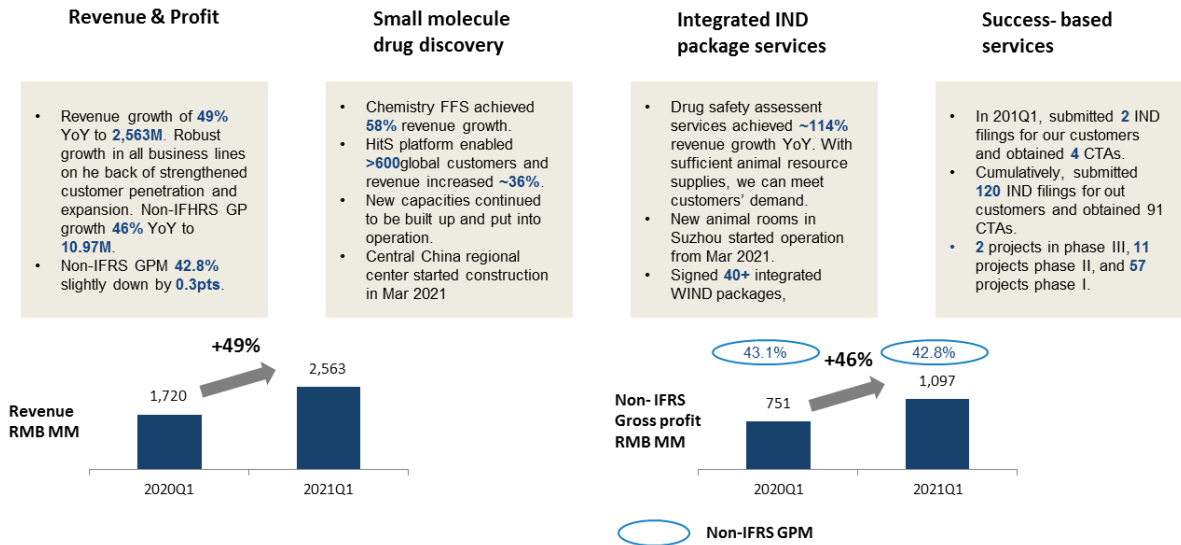 Revenue & Profit
• Revenue growth of 49%
YoY to 2,563M. Robust
growth in all business lines
on he back of strengthened
customer penetration and
expansion. Non-IFHRS GP
growth 46% YoY to
10.97M.
• Non-IFRS GPM 42.8%
slightly down by 0.3pts.
Small molecule
drug discovery
• Chemistry FFS achieved
58% revenue growth.
• HitS platform enabled
>600global customers and
revenue increased ~36%.
• New capacities continued
to be built up and put into
operation.
• Central China regional
center started construction
in Mar 2021
Integrated IND
package services
• Drug safety assessent
services achieved ~114%
revenue growth YoY. With
sufficient animal resource
supplies, we can meet
customers’ demand.
• New animal rooms in
Suzhou started operation
from Mar 2021.
• Signed 40+ integrated
WIND packages,
Success- based
services
• In 201Q1, submitted 2 IND
filings for our customers
and obtained 4 CTAs.
• Cumulatively, submitted
120 IND filings for out
customers and obtained 91
CTAs.
• 2 projects in phase III, 11
projects phase II, and 57
projects phase I.
Revenue
RMB MM
+49%
1,720
2,563
2020Q1
2021Q1
Non- IFRS
Gross profit
RMB MM
43.1%
+46%
42.8%
751
1,097
2020Q1
2021Q1
Non-IFRS GPM